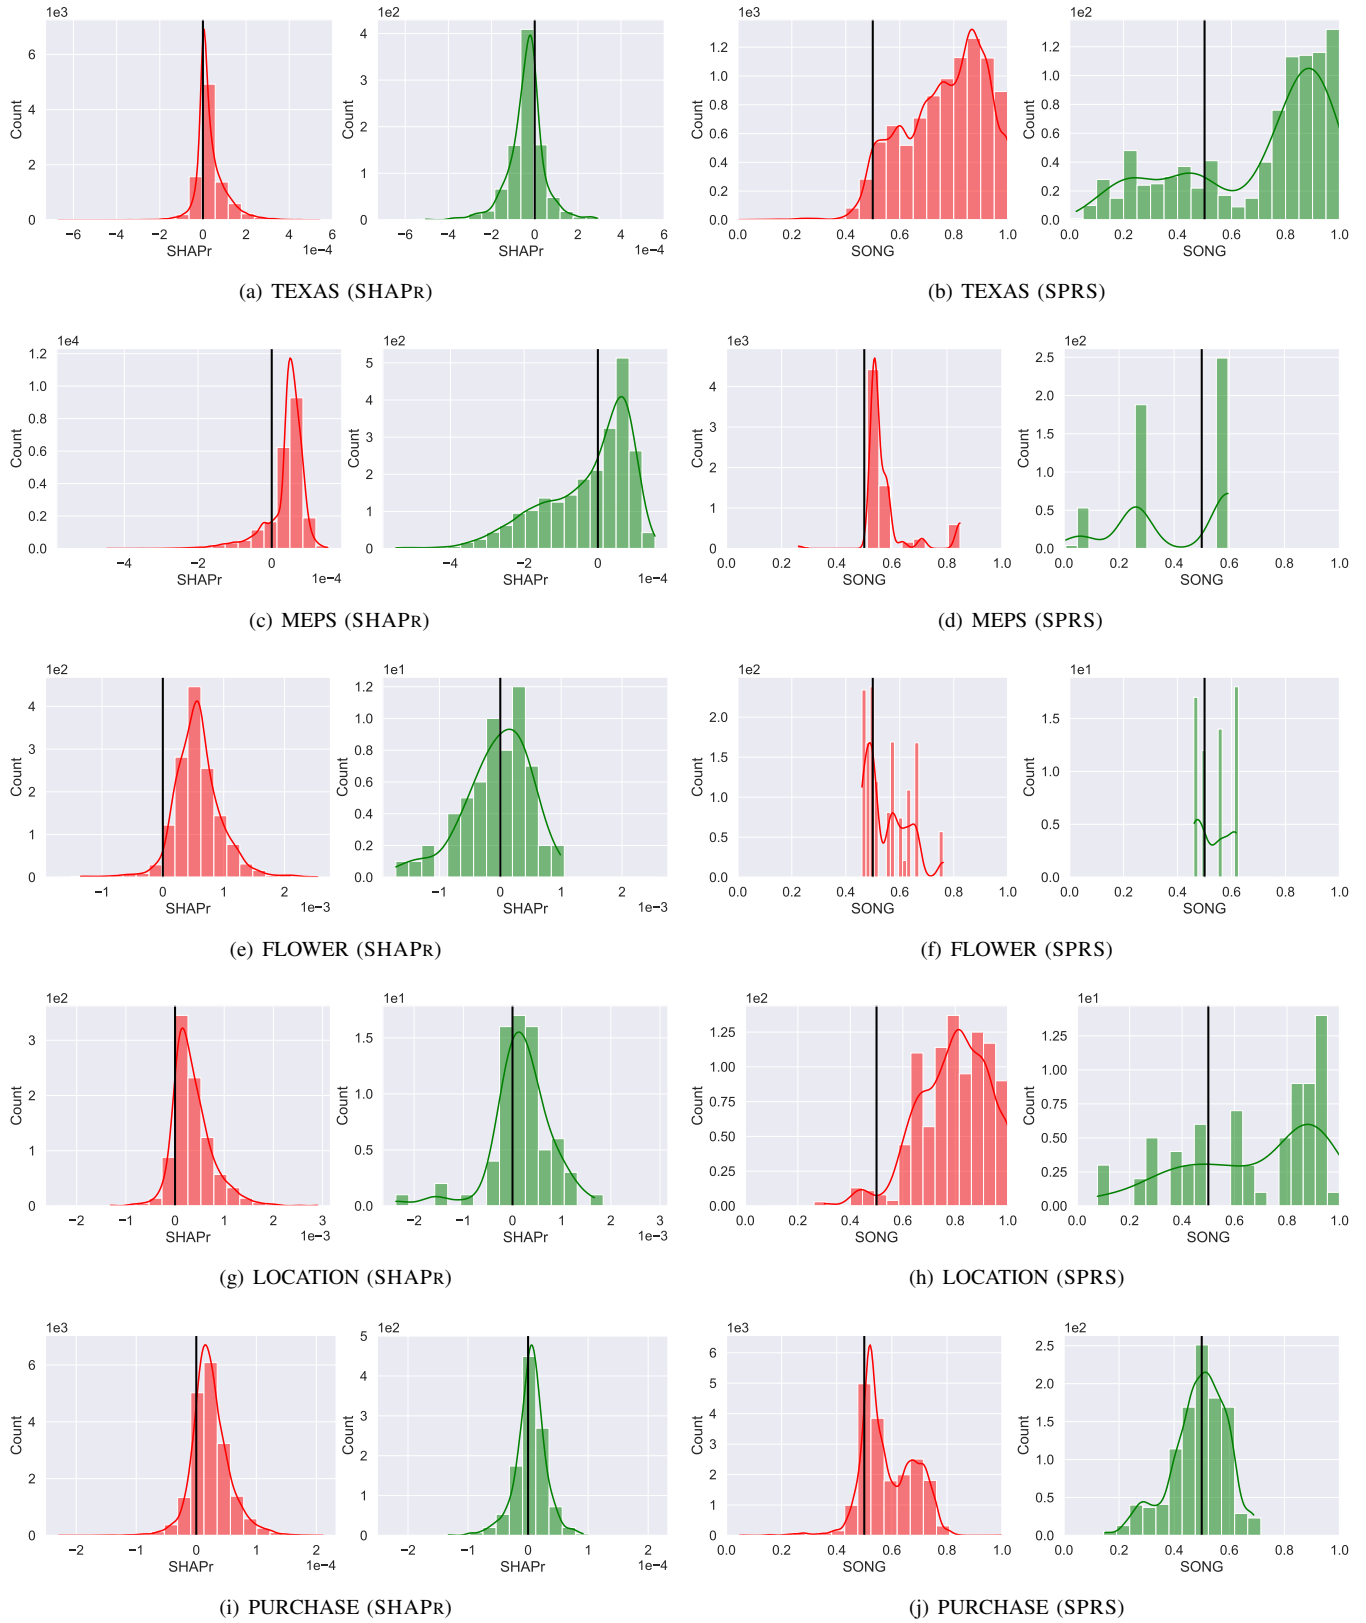 1e3
Count
6
4
2
0
−6 −4 −2 0 2 4 6
SHAPr
1e−4
1e2
Count
4
3
2
1
0
−6 −4 −2 0 2 4 6
SHAPr
1e−4
(a) TEXAS (SHAPR)
1e3
Count
1.2
1.0
0.8
0.6
0.4
0.2
0.0
0.0 0.2 0.4 0.6 0.8 1.0
SONG
1e2
Count
1.2
1.0
0.8
0.6
0.4
0.2
0.0
0.0 0.2 0.4 0.6 0.8 1.0
SONG
(b) TEXAS (SPRS)
1e4
Count
1.2
1.0
0.8
0.6
0.4
0.2
0.0
−4 −2 0
SHAPr
1e−4
1e2
Count
5
4
3
2
1
0
−4 −2 0
SHAPr
1e−4
(c) MEPS (SHAPR)
1e3
Count
4
3
2
1
0
0.0 0.2 0.4 0.6 0.8 1.0
SONG
1e2
Count
2.5
2.0
1.5
1.0
0.5
0.0
0.0 0.2 0.4 0.6 0.8 1.0
SONG
(d) MEPS (SPRS)
1e2
Count
4
3
2
1
0
−1 0 1 2
SHAPr
1e−3
1e1
Count
1.2
1.0
0.8
0.6
0.4
0.2
0.0
−1 0 1 2
SHAPr
1e−3
(e) FLOWER (SHAPR)
1e2
Count
2.0
1.5
1.0
0.5
0.0
0.0 0.2 0.4 0.6 0.8 1.0
SONG
1e1
Count
1.5
1.0
0.5
0.0
0.0 0.2 0.4 0.6 0.8 1.0
SONG
(f) FLOWER (SPRS)
1e2
Count
3
2
1
0
−2 −1 0 1 2 3
SHAPr
1e−3
1e1
Count
1.5
1.0
0.5
0.0
−2 −1 0 1 2 3
SHAPr
1e−3
(g) LOCATION (SHAPR)
1e2
Count
1.25
1.00
0.75
0.50
0.25
0.00
0.0 0.2 0.4 0.6 0.8 1.0
SONG
1e1
Count
1.25
1.00
0.75
0.50
0.25
0.00
0.0 0.2 0.4 0.6 0.8 1.0
SONG
(h) LOCATION (SPRS)
1e3
Count
6
4
2
0
−2 −1 0 1 2
SHAPr
1e−4
1e2
Count
5
4
3
2
1
0
−2 −1 0 1 2
SHAPr
1e−4
(i) PURCHASE (SHAPR)
1e3
Count
6
5
4
3
2
1
0
0.0 0.2 0.4 0.6 0.8 1.0
SONG
1e2
Count
2.5
2.0
1.5
1.0
0.5
0.0
0.0 0.2 0.4 0.6 0.8 1.0
SONG
(j) PURCHASE (SPRS)